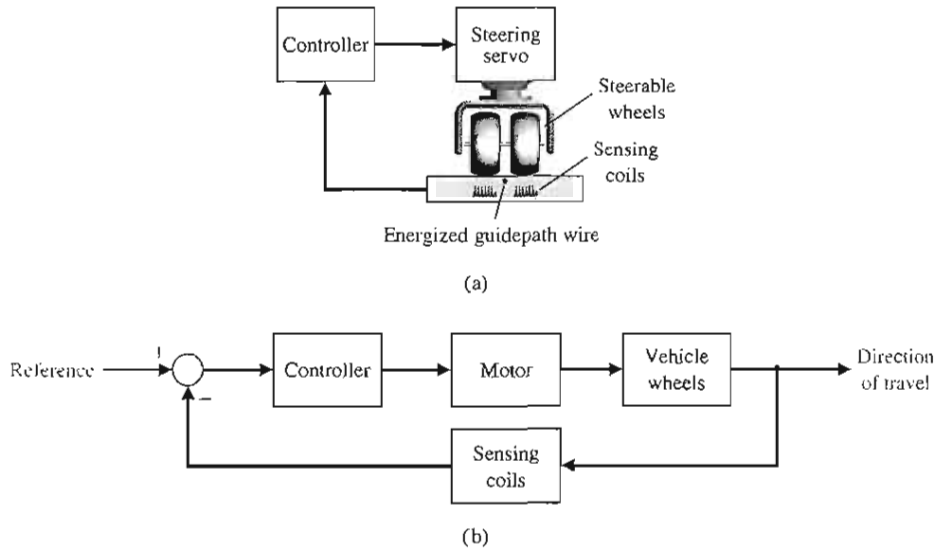 Controller
Steering
servo
Steerable
wheels
Sensing
coils
Energized guidepath wire
(a)
Reference
Controller
Motor
Vehicle
wheels
Direction
of travel
Sensing
coils
(b)